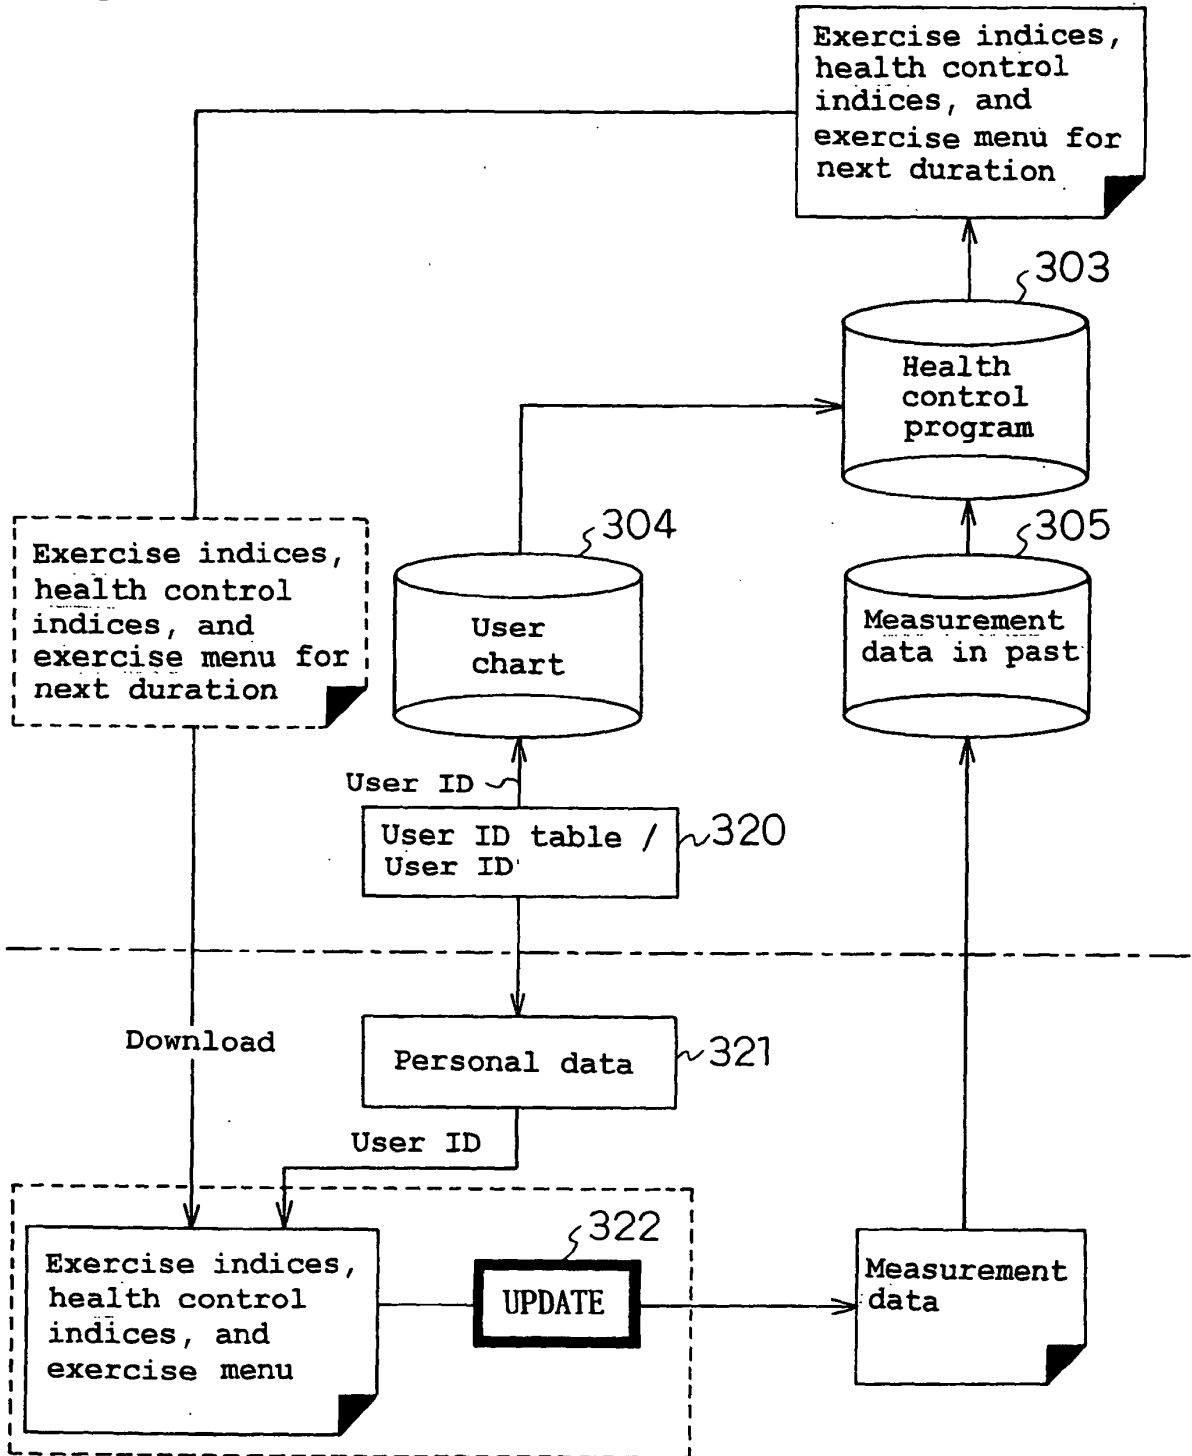 Exercise indices,
health control
indices, and
exercise menu for
next duration
303
Health
control
program
304
305
Exercise indices,
health control
indices, and
exercise menu for
next duration
User
chart
Measurement
data in past
User ID
User ID table /
User ID
320
Download
Personal data
321
User ID
322
Exercise indices,
health control
indices, and
exercise menu
UPDATE
Measurement
data